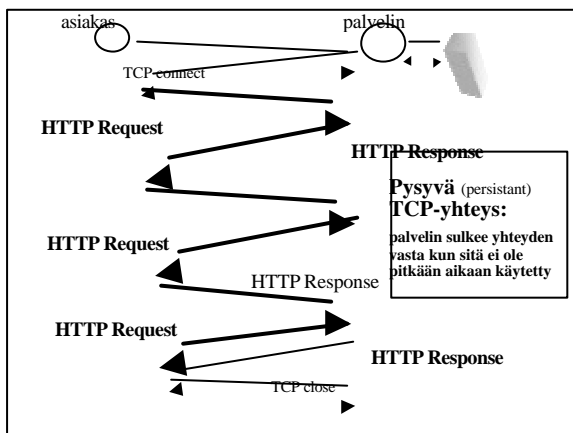 asiakas
palvelin
TCP connect
HTTP Request
HTTP Response
Pysyvä (persistant)
TCP-yhteys:
palvelin sulkee yhteyden
vasta kun sitä ei ole
pitkään aikaan käytetty
HTTP Request
HTTP Response
HTTP Request
HTTP Response
TCP close